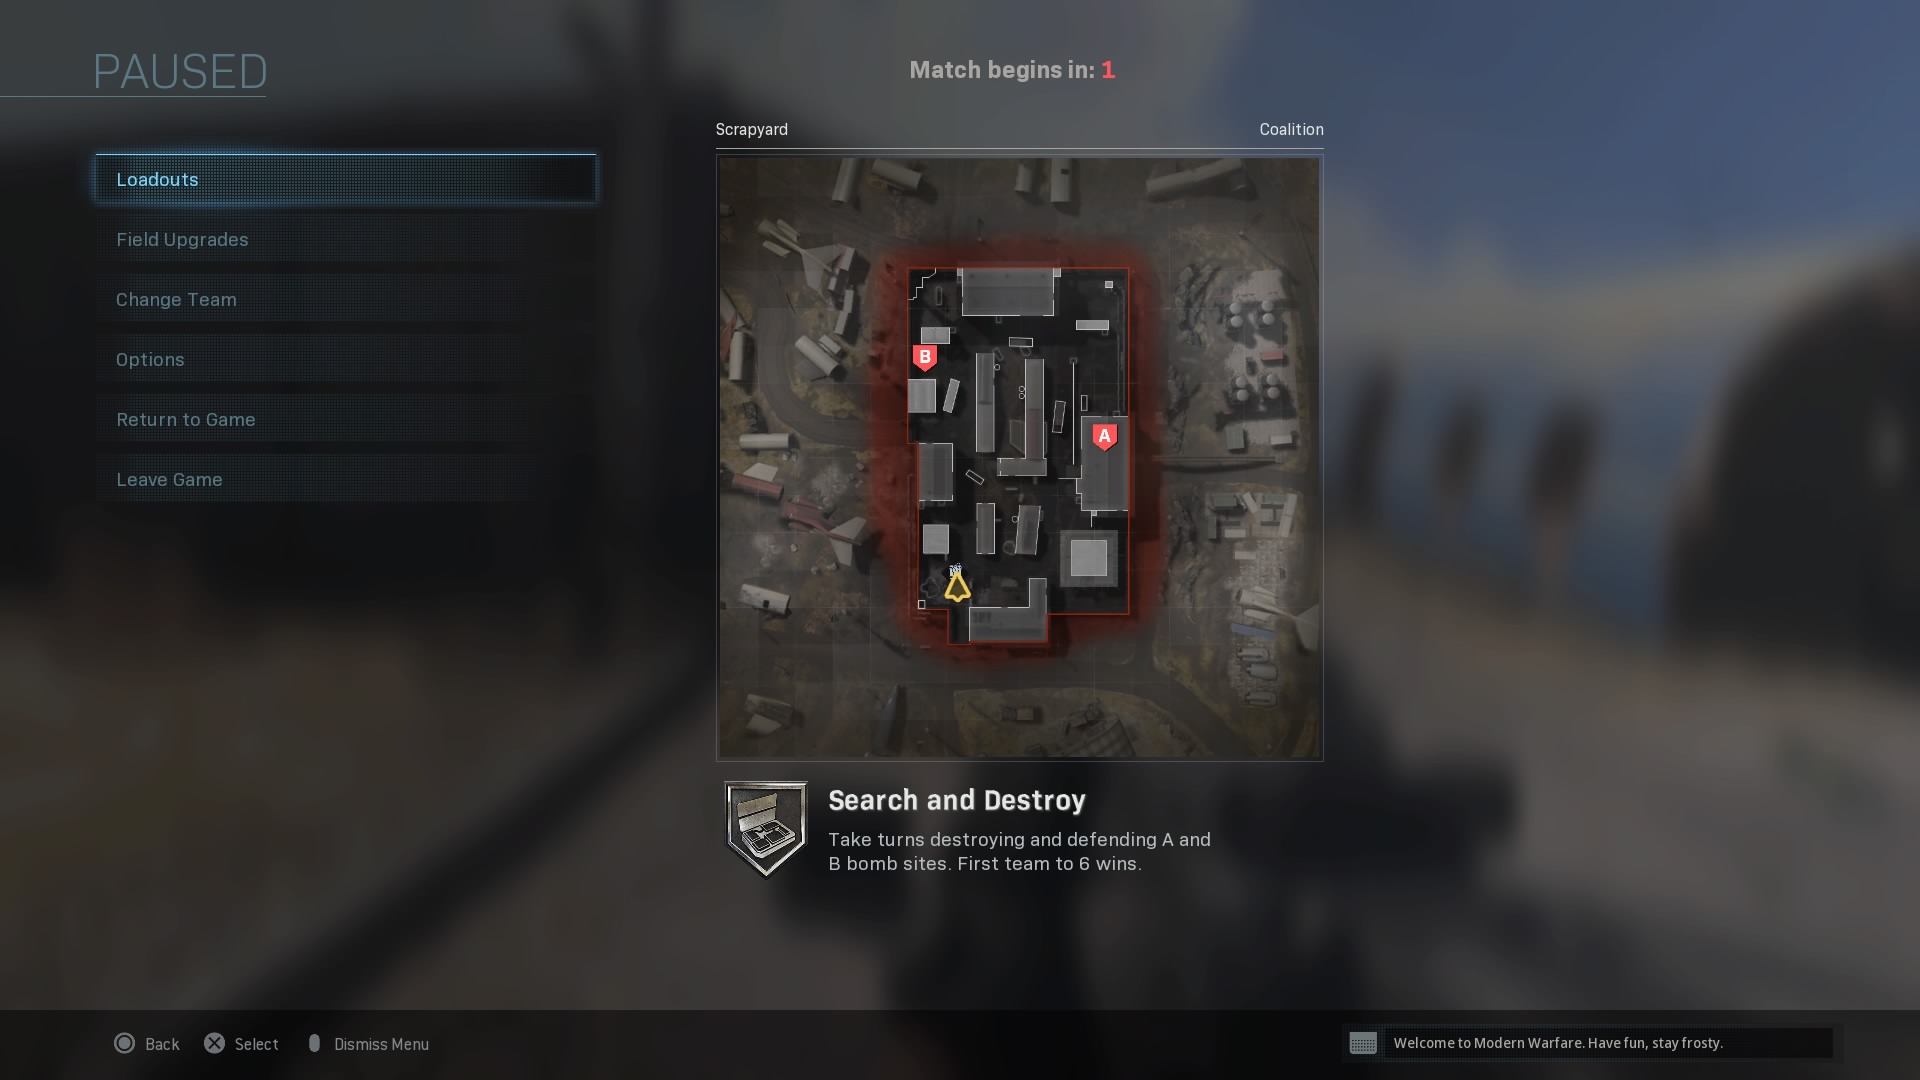 PAUSED
Match begins in: 1
Scrapyard
Coalition
Loadouts
Field Upgrades
Change Team
Options
Return to Game
Leave Game
B
A
Search and Destroy
Take turns destroying and defending A and
B bomb sites. First team to 6 wins.
Back
Select
Dismiss Menu
Welcome to Modern Warfare. Have fun, stay frosty.